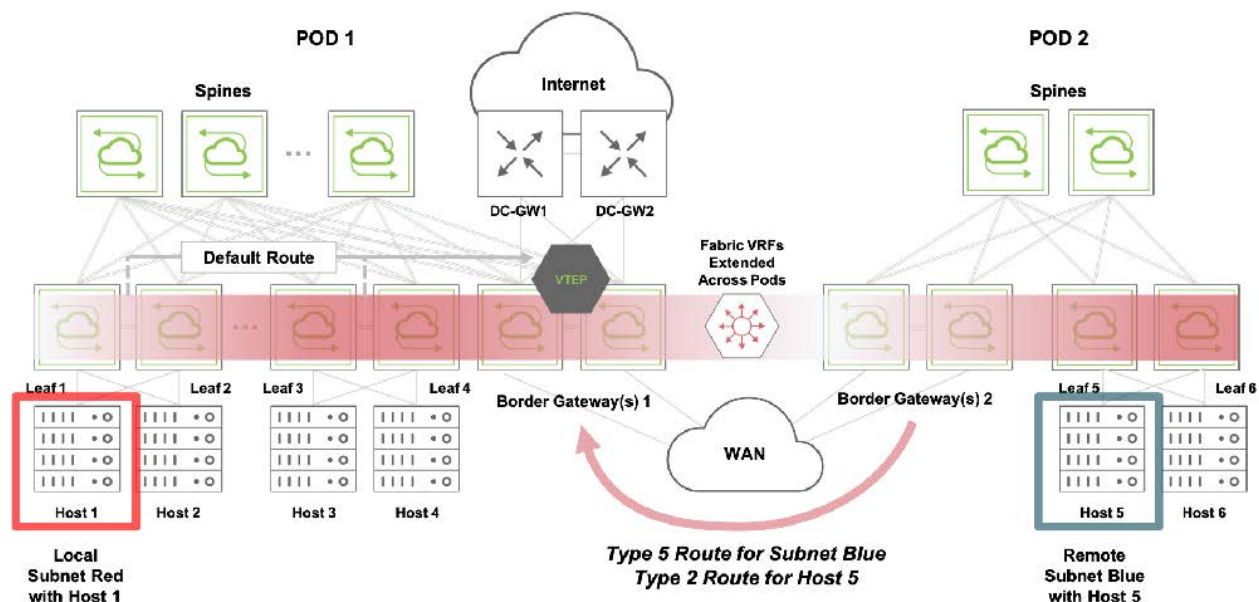 POD 1
POD 2
Spines
Internet
Spines
DC-GW1
DC-GW2
Default Route
VTEP
Fabric VRFs
Extended
Across Pods
Leaf 1
Leaf 2
Leaf 3
Leaf 4
Border Gateway(s) 1
Border Gateway(s) 2
Leaf 5
Leaf 6
WAN
Host 1
Host 2
Host 3
Host 4
Host 5
Host 6
Local
Subnet Red
with Host 1
Type 5 Route for Subnet Blue
Type 2 Route for Host 5
Remote
Subnet Blue
with Host 5